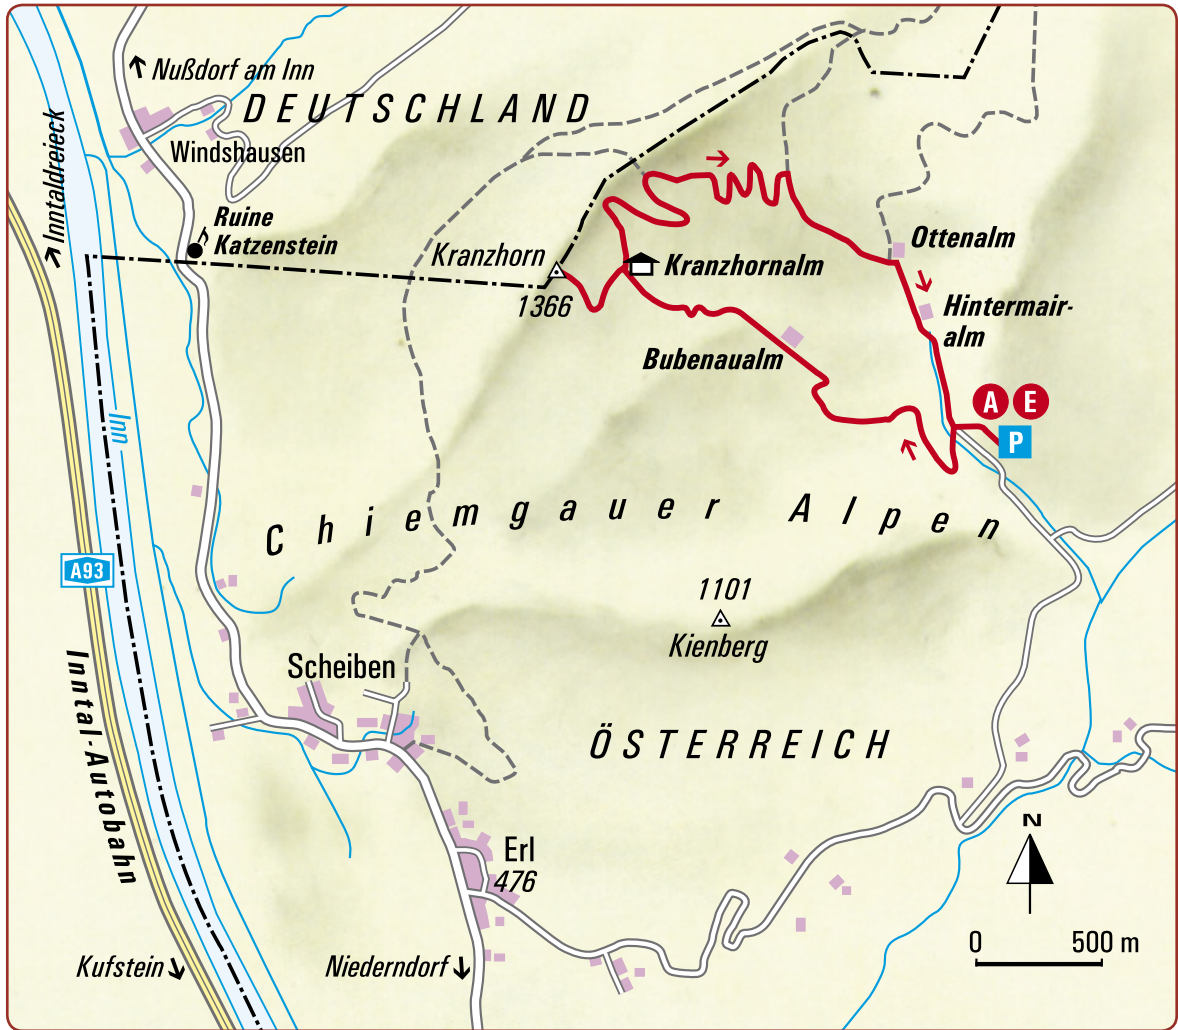 Nußdorf am Inn
DEUTSCHLAND
Inntaldreieck
Windshausen
Ruine
Katzenstein
Kranzhorn
1366
Kranzhornalm
Ottenalm
Hintermair-
alm
Bubenaualm
A E
P
Inn
Chiemgauer Alpen
A93
1101
Kienberg
Scheiben
Inntal-Autobahn
ÖSTERREICH
Erl
476
N
Kufstein
Niederndorf
0 500 m